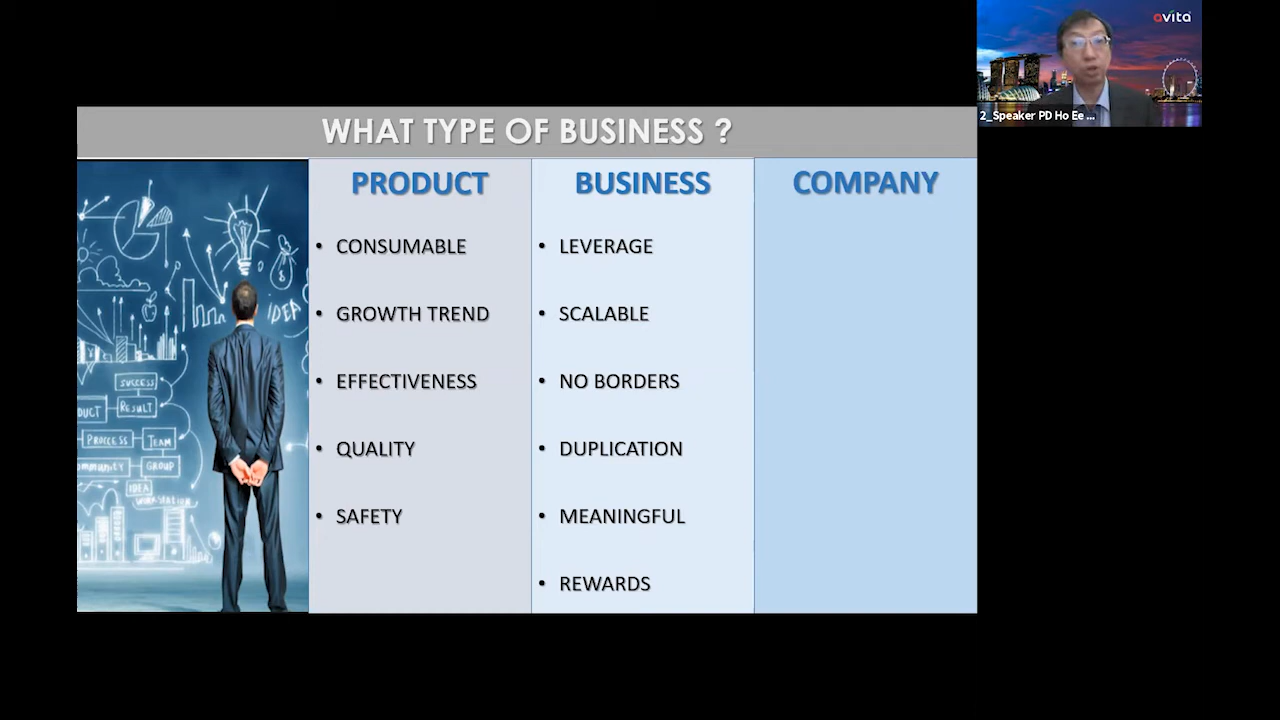 avita
2_Speaker PD Ho Ee ...
WHAT TYPE OF BUSINESS ?
PRODUCT
• CONSUMABLE
• GROWTH TREND
• EFFECTIVENESS
• QUALITY
• SAFETY
BUSINESS
• LEVERAGE
• SCALABLE
• NO BORDERS
• DUPLICATION
• MEANINGFUL
• REWARDS
COMPANY
IDEA
SUCCESS
RESULT
PROCESS
TEAM
GROUP
IDEA